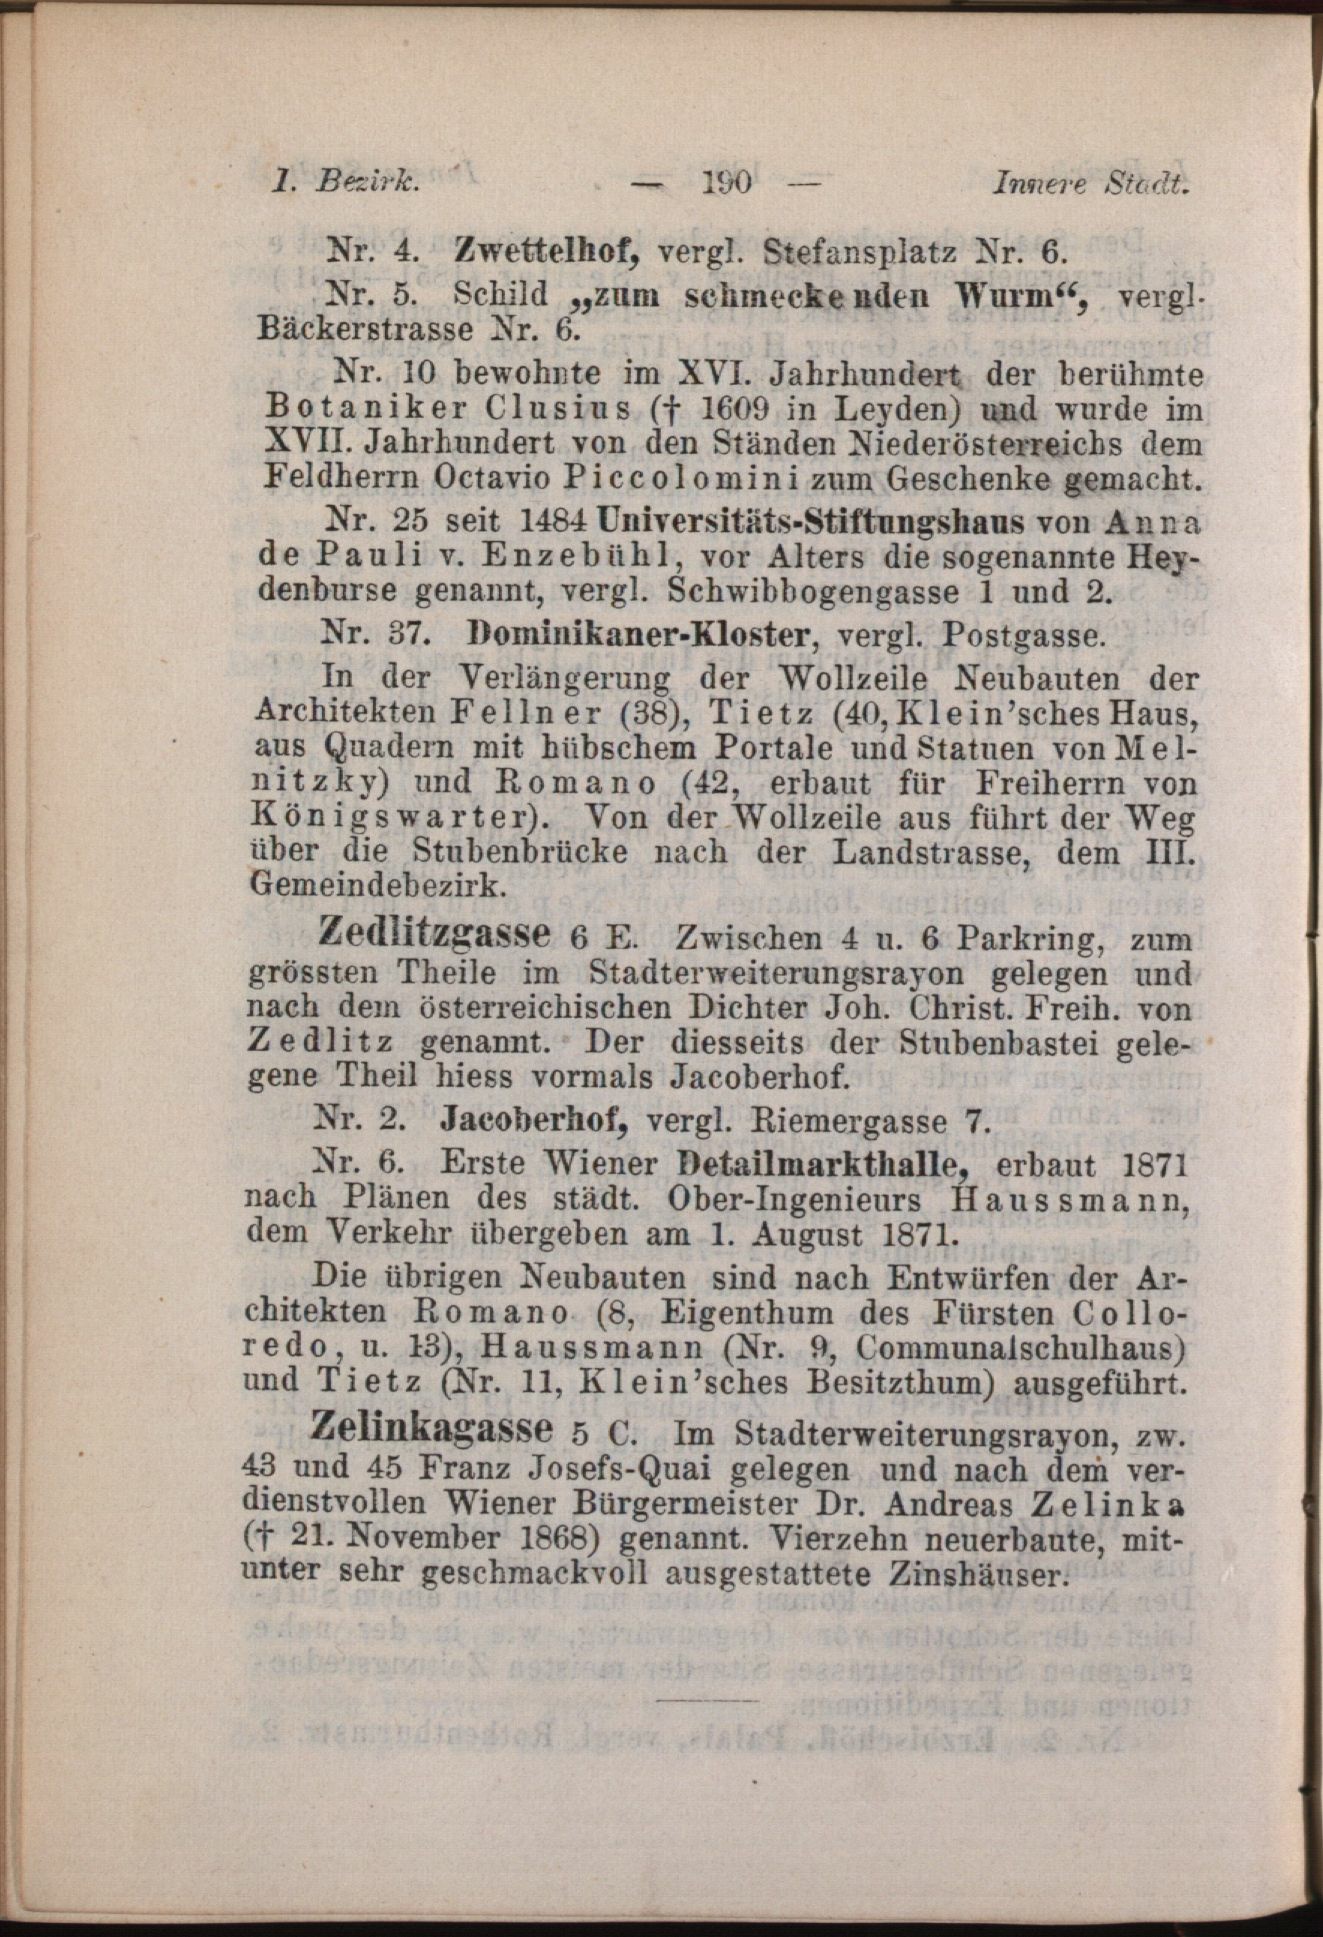 I. Bezirk. — 190 — Innere Stadt.
Nr. 4. Zwettelhof, vergl. Stefansplatz Nr. 6.
Nr. 5. Schild „zum schmeckenden Wurm“, vergl.
Bäckerstrasse Nr. 6.
Nr. 10 bewohnte im XVI. Jahrhundert der berühmte
Botaniker Clusius († 1609 in Leyden) und wurde im
XVII. Jahrhundert von den Ständen Niederösterreichs dem
Feldherrn Octavio Piccolomini zum Geschenke gemacht.
Nr. 25 seit 1484 Universitäts-Stiftungshaus von Anna
de Pauli v. Enzebühl, vor Alters die sogenannte Hey-
denburse genannt, vergl. Schwibbogengasse 1 und 2.
Nr. 37. Dominikaner-Kloster, vergl. Postgasse.
In der Verlängerung der Wollzeile Neubauten der
Architekten Fellner (38), Tietz (40, Klein'sches Haus,
aus Quadern mit hübschem Portale und Statuen von Mel-
nitzky) und Romano (42, erbaut für Freiherrn von
Königswarter). Von der Wollzeile aus führt der Weg
über die Stubenbrücke nach der Landstrasse, dem III.
Gemeindebezirk.
Zedlitzgasse 6 E. Zwischen 4 u. 6 Parkring, zum
grössten Theile im Stadterweiterungsrayon gelegen und
nach dem österreichischen Dichter Joh. Christ. Freih. von
Zedlitz genannt. Der diesseits der Stubenbastei gele-
gene Theil hiess vormals Jacoberhof.
Nr. 2. Jacoberhof, vergl. Riemergasse 7.
Nr. 6. Erste Wiener Detailmarkthalle, erbaut 1871
nach Plänen des städt. Ober-Ingenieurs Haussmann,
dem Verkehr übergeben am 1. August 1871.
Die übrigen Neubauten sind nach Entwürfen der Ar-
chitekten Romano (8, Eigenthum des Fürsten Collo-
redo, u. 13), Haussmann (Nr. 9, Communalschulhaus)
und Tietz (Nr. 11, Klein'sches Besitzthum) ausgeführt.
Zelinkagasse 5 C. Im Stadterweiterungsrayon, zw.
43 und 45 Franz Josefs-Quai gelegen und nach dem ver-
dienstvollen Wiener Bürgermeister Dr. Andreas Zelinka
(† 21. November 1868) genannt. Vierzehn neuerbaute, mit-
unter sehr geschmackvoll ausgestattete Zinshäuser.